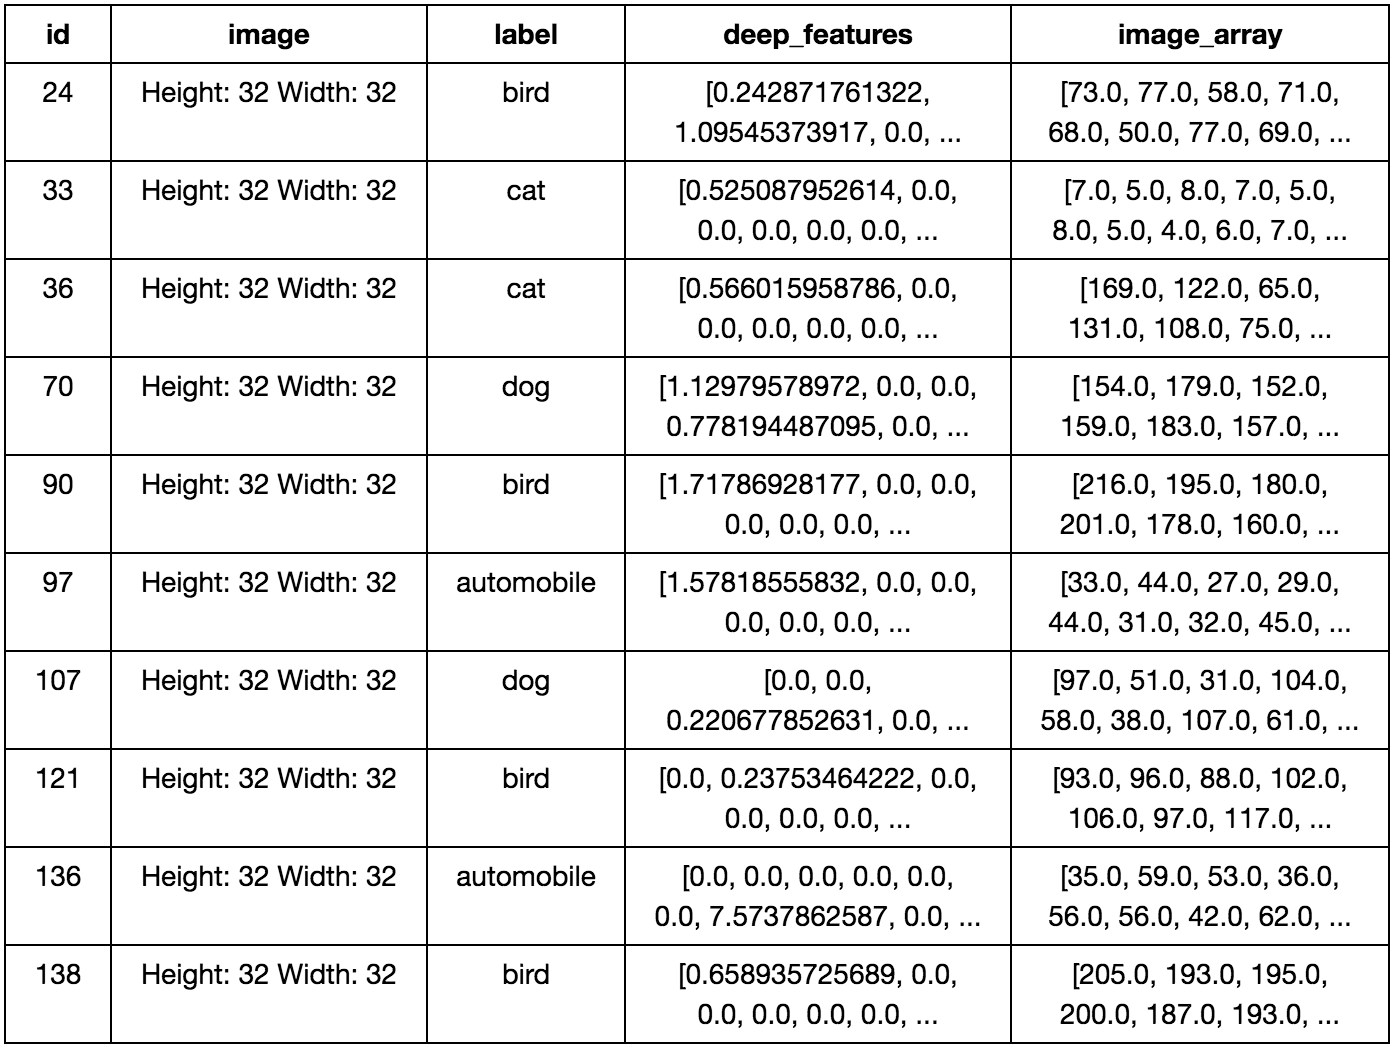 id image label deep_features image_array
24 Height: 32 Width: 32 bird [0.242871761322, [73.0, 77.0, 58.0, 71.0,
1.09545373917, 0.0, ... 68.0, 50.0, 77.0, 69.0, ...
33 Height: 32 Width: 32 cat [0.525087952614, 0.0, [7.0, 5.0, 8.0, 7.0, 5.0,
0.0, 0.0, 0.0, 0.0, ... 8.0, 5.0, 4.0, 6.0, 7.0, ...
36 Height: 32 Width: 32 cat [0.566015958786, 0.0, [169.0, 122.0, 65.0,
0.0, 0.0, 0.0, 0.0, ... 131.0, 108.0, 75.0, ...
70 Height: 32 Width: 32 dog [1.12979578972, 0.0, 0.0, [154.0, 179.0, 152.0,
0.778194487095, 0.0, ... 159.0, 183.0, 157.0, ...
90 Height: 32 Width: 32 bird [1.71786928177, 0.0, 0.0, [216.0, 195.0, 180.0,
0.0, 0.0, 0.0, ... 201.0, 178.0, 160.0, ...
97 Height: 32 Width: 32 automobile [1.57818555832, 0.0, 0.0, [33.0, 44.0, 27.0, 29.0,
0.0, 0.0, 0.0, ... 44.0, 31.0, 32.0, 45.0, ...
107 Height: 32 Width: 32 dog [0.0, 0.0, [97.0, 51.0, 31.0, 104.0,
0.220677852631, 0.0, ... 58.0, 38.0, 107.0, 61.0, ...
121 Height: 32 Width: 32 bird [0.0, 0.23753464222, 0.0, [93.0, 96.0, 88.0, 102.0,
0.0, 0.0, 0.0, ... 106.0, 97.0, 117.0, ...
136 Height: 32 Width: 32 automobile [0.0, 0.0, 0.0, 0.0, 0.0, [35.0, 59.0, 53.0, 36.0,
0.0, 7.5737862587, 0.0, ... 56.0, 56.0, 42.0, 62.0, ...
138 Height: 32 Width: 32 bird [0.658935725689, 0.0, [205.0, 193.0, 195.0,
0.0, 0.0, 0.0, 0.0, ... 200.0, 187.0, 193.0, ...